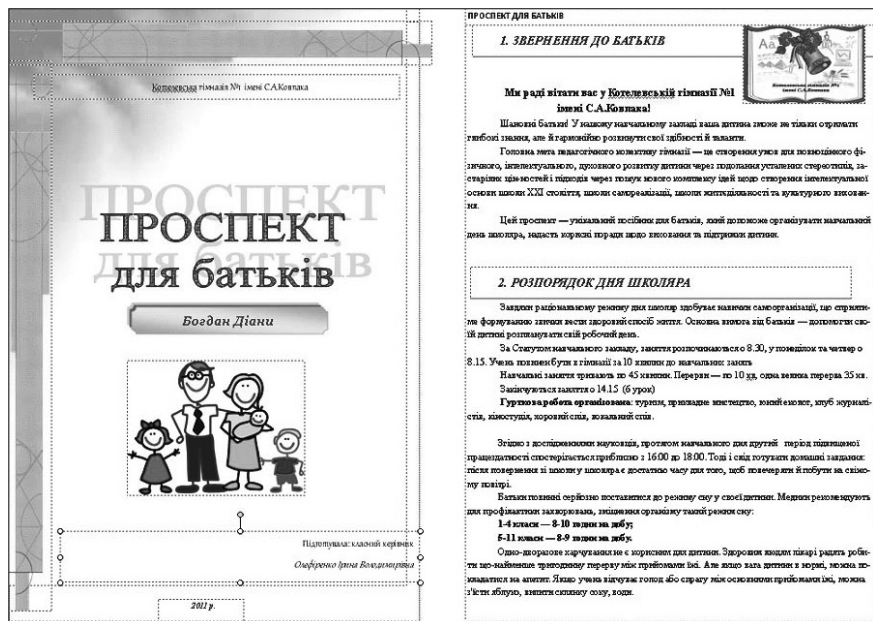 Котелевська гімназія №1 імені С.А.Ковпака
ПРОСПЕКТ
для батьків
Богдан Діани
Підготувала: класний керівник
Олефіренко Ірина Володимирівна
2011 р.
ПРОСПЕКТ ДЛЯ БАТЬКІВ
1. ЗВЕРНЕННЯ ДО БАТЬКІВ
Котелевська гімназія №1
імені С.А.Ковпака
Ми раді вітати вас у Котелевській гімназії №1
імені С.А.Ковпака!
Шановні батьки! У нашому навчальному закладі ваша дитина зможе не тільки отримати
глибокі знання, але й гармонійно розвинути свої здібності й таланти.
Головна мета педагогічного колективу гімназії — це створення умов для повноцінного фі-
зичного, інтелектуального, духовного розвитку дитини через подолання усталених стереотипів, за-
старілих цінностей і підходів через пошук нового комплексу ідей щодо створення інтелектуальної
основи школи ХХІ століття, школи самореалізації, школи життєдіяльності та культурного вихован-
ня.
Цей проспект — унікальний посібник для батьків, який допоможе організувати навчальний
день школяра, надасть корисні поради щодо виховання та підтримки дитини.
2. РОЗПОРЯДОК ДНЯ ШКОЛЯРА
Завдяки раціональному режиму дня школяр здобуває навички самоорганізації, що сприяти-
ме формуванню звички вести здоровий спосіб життя. Основна вимога від батьків — допомогти сво-
їй дитині розпланувати свій робочий день.
За Статутом навчального закладу, заняття розпочинаються о 8.30, у понеділок та четвер о
8.15. Учень повинен бути в гімназії за 10 хвилин до навчальних занять
Навчальні заняття тривають по 45 хвилин. Перерви — по 10 хв, одна велика перерва 35 хв.
Закінчуються заняття о 14.15 (6 урок)
Гурткова робота організована: туризм, прикладне мистецтво, юний еколог, клуб журналі-
стів, кіностудія, хоровий спів, вокальний спів.
Згідно з дослідженнями науковців, протягом навчального дня другий період підвищеної
працездатності спостерігається приблизно з 16:00 до 18:00. Тоді і слід готувати домашні завдання:
після повернення зі школи у школяра є достатньо часу для того, щоб повечеряти й побути на свіжо-
му повітрі.
Батьки повинні серйозно поставитися до режиму сну у своєї дитини. Медики рекомендують
для профілактики захворювань, зміцнення організму такий режим сну:
1-4 класи — 8-10 годин на добу;
5-11 класи — 8-9 годин на добу.
Одно-дворазове харчування не є корисним для дитини. Здоровим людям лікарі радять роби-
ти що-найменше тригодинну перерву між прийомами їжі. Але якщо вага дитини в нормі, можна по-
кладатися на апетит. Якщо учень відчуває голод або спрагу між основними прийомами їжі, можна
з'їсти яблуко, випити склянку соку, води.